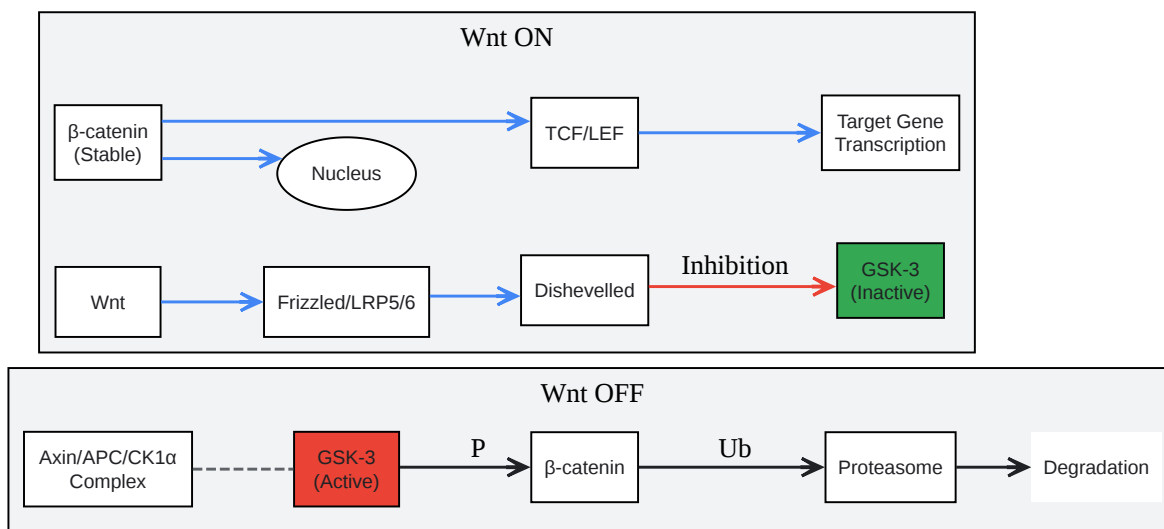 Wnt ON
β-catenin
(Stable)
Nucleus
TCF/LEF
Target Gene
Transcription
Wnt
Frizzled/LRP5/6
Dishevelled
Inhibition
GSK-3
(Inactive)
Wnt OFF
Axin/APC/CK1α
Complex
GSK-3
(Active)
P
β-catenin
Ub
Proteasome
Degradation